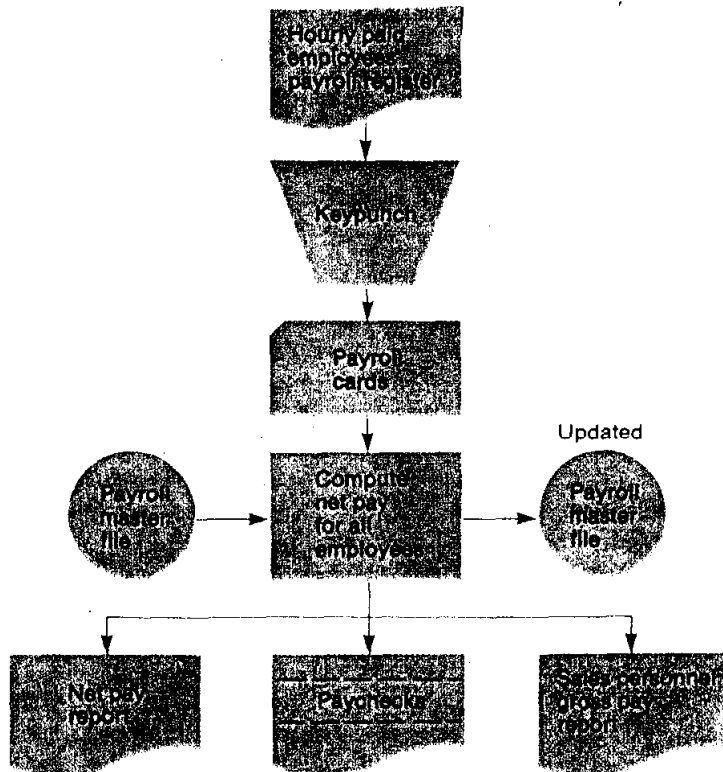 Hourly paid
employees'
payroll register
Keypunch
Payroll
cards
Updated
Payroll
master
file
Compute
net pay
for all
employees
Payroll
master
file
Net pay
report
Paychecks
Sales personnel
gross payroll
report